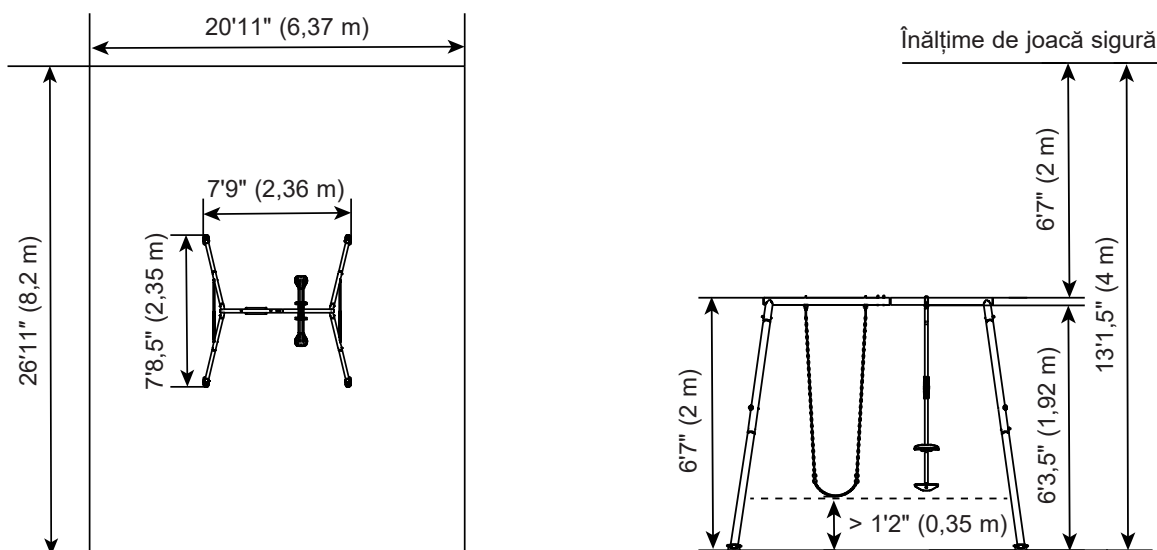 20'11" (6,37 m)
26'11" (8,2 m)
7'9" (2,36 m)
7'8,5" (2,35 m)
Înălțime de joacă sigură
6'7" (2 m)
13'1,5" (4 m)
6'7" (2 m)
6'3,5" (1,92 m)
> 1'2" (0,35 m)